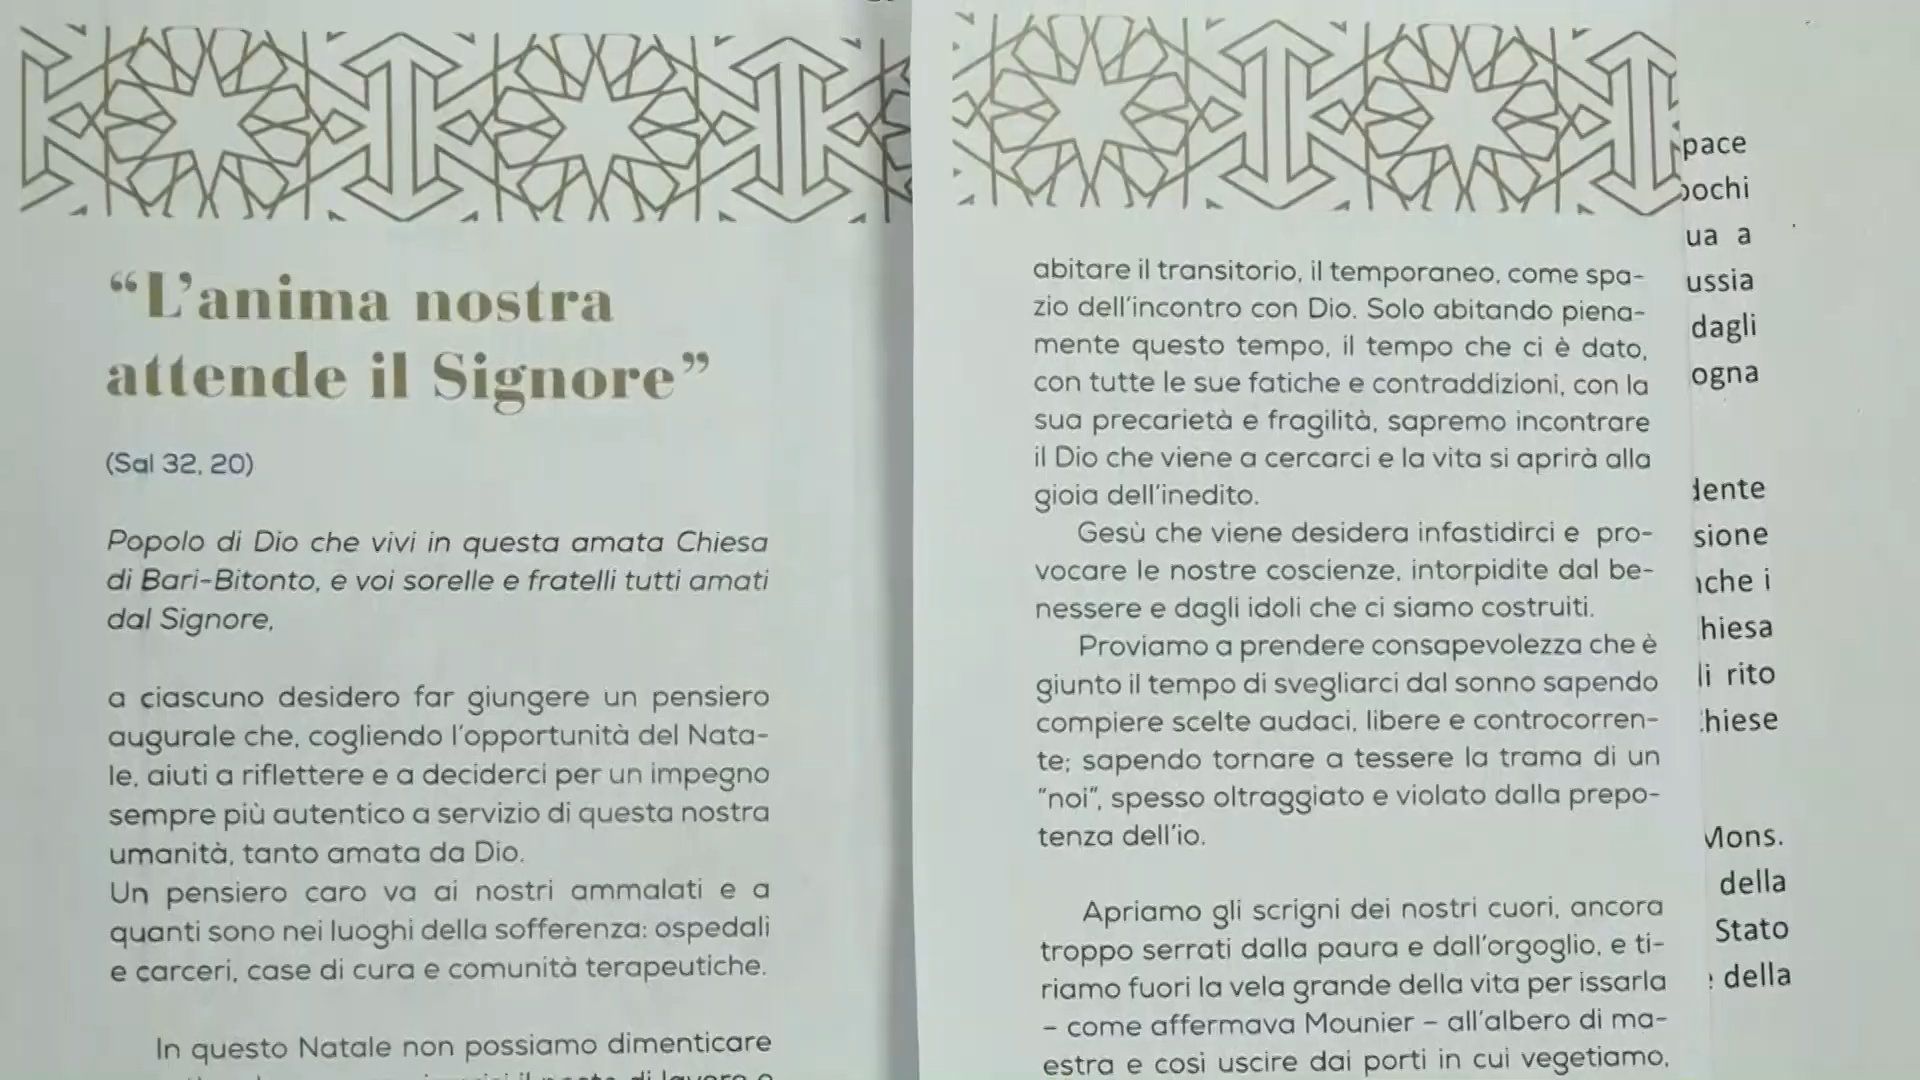 “L’anima nostra
attende il Signore”
(Sal 32, 20)
Popolo di Dio che vivi in questa amata Chiesa
di Bari-Bitonto, e voi sorelle e fratelli tutti amati
dal Signore,
a ciascuno desidero far giungere un pensiero
augurale che, cogliendo l’opportunità del Nata-
le, aiuti a riflettere e a deciderci per un impegno
sempre più autentico a servizio di questa nostra
umanità, tanto amata da Dio.
Un pensiero caro va ai nostri ammalati e a
quanti sono nei luoghi della sofferenza: ospedali
e carceri, case di cura e comunità terapeutiche.
In questo Natale non possiamo dimenticare
abitare il transitorio, il temporaneo, come spa-
zio dell’incontro con Dio. Solo abitando piena-
mente questo tempo, il tempo che ci è dato,
con tutte le sue fatiche e contraddizioni, con la
sua precarietà e fragilità, sapremo incontrare
il Dio che viene a cercarci e la vita si aprirà alla
gioia dell’inedito.
Gesù che viene desidera infastidirci e pro-
vocare le nostre coscienze, intorpidite dal be-
nessere e dagli idoli che ci siamo costruiti.
Proviamo a prendere consapevolezza che è
giunto il tempo di svegliarci dal sonno sapendo
compiere scelte audaci, libere e controcorren-
te; sapendo tornare a tessere la trama di un
“noi”, spesso oltraggiato e violato dalla prepo-
tenza dell’io.
Apriamo gli scrigni dei nostri cuori, ancora
troppo serrati dalla paura e dall’orgoglio, e ti-
riamo fuori la vela grande della vita per issarla
– come affermava Mounier – all’albero di ma-
estra e così uscire dai porti in cui vegetiamo,
pace
pochi
ua a
ussia
dagli
ogna
dente
sione
nche i
hiesa
li rito
hiese
Mons.
della
Stato
della